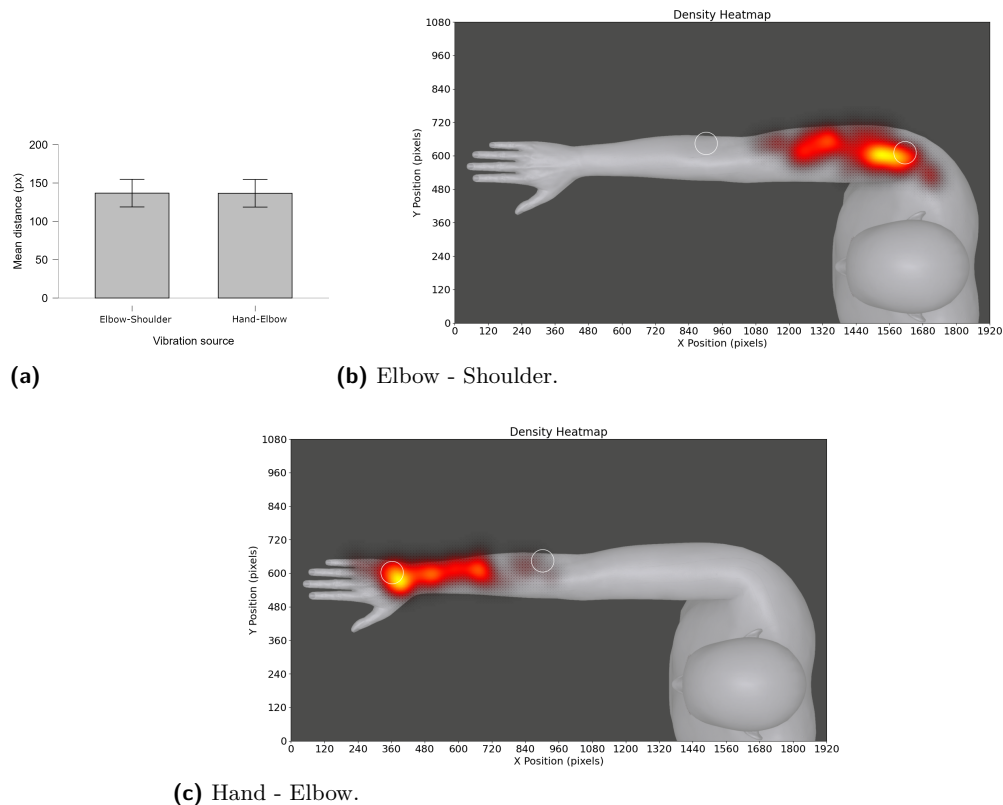 200
150
100
50
0
Mean distance (px)
Elbow-Shoulder Hand-Elbow
Vibration source
(a)
Density Heatmap
1080
960
840
720
600
480
360
240
120
0
Y Position (pixels)
0 120 240 360 480 600 720 840 960 1080 1200 1320 1440 1560 1680 1800 1920
X Position (pixels)
(b) Elbow - Shoulder.
Density Heatmap
1080
960
840
720
600
480
360
240
120
0
Y Position (pixels)
0 120 240 360 480 600 720 840 960 1080 1200 1320 1440 1560 1680 1800 1920
X Position (pixels)
(c) Hand - Elbow.